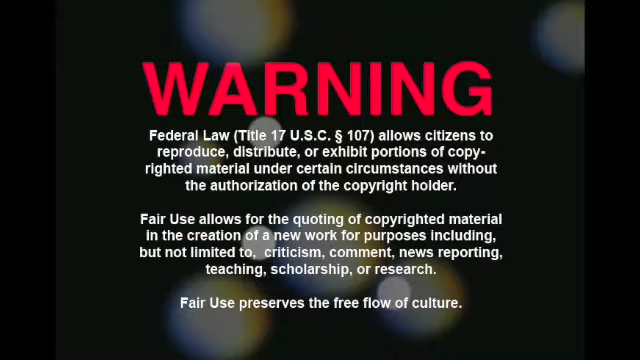 WARNING
Federal Law (Title 17 U.S.C. § 107) allows citizens to
reproduce, distribute, or exhibit portions of copy-
righted material under certain circumstances without
the authorization of the copyright holder.
Fair Use allows for the quoting of copyrighted material
in the creation of a new work for purposes including,
but not limited to,  criticism, comment, news reporting,
teaching, scholarship, or research.
Fair Use preserves the free flow of culture.